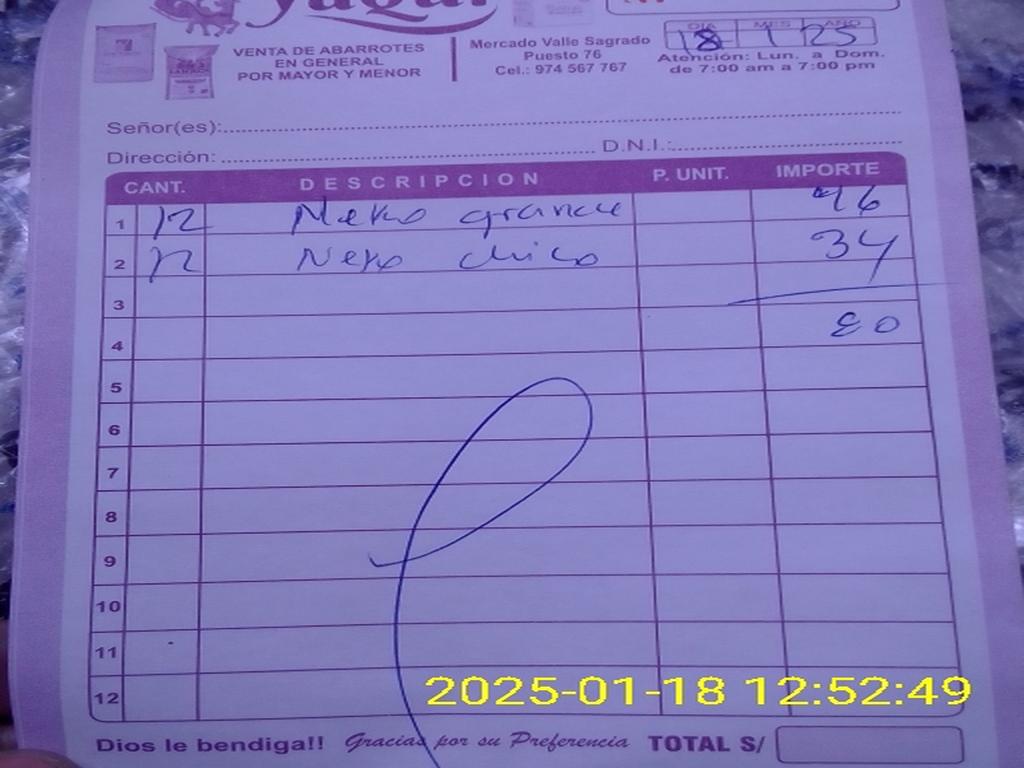 Yuqui
VENTA DE ABARROTES
EN GENERAL
POR MAYOR Y MENOR
Mercado Valle Sagrado
Puesto 76
Cel.: 974 567 767
DIA MES AÑO
18 1 25
Atención: Lun. a Dom.
de 7:00 am a 7:00 pm
Señor(es):
Dirección: D.N.I.:
CANT. DESCRIPCION P. UNIT. IMPORTE
1 12 grande 46
2 12 chico 34
3
4 80
5
6
7
8
9
10
11
12
2025-01-18 12:52:49
Dios le bendiga!! Gracias por su Preferencia TOTAL S/